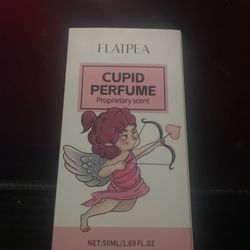 FLATPEA
CUPID
PERFUME
Proprietary scent
NET:50ML/1.69 FL.OZ